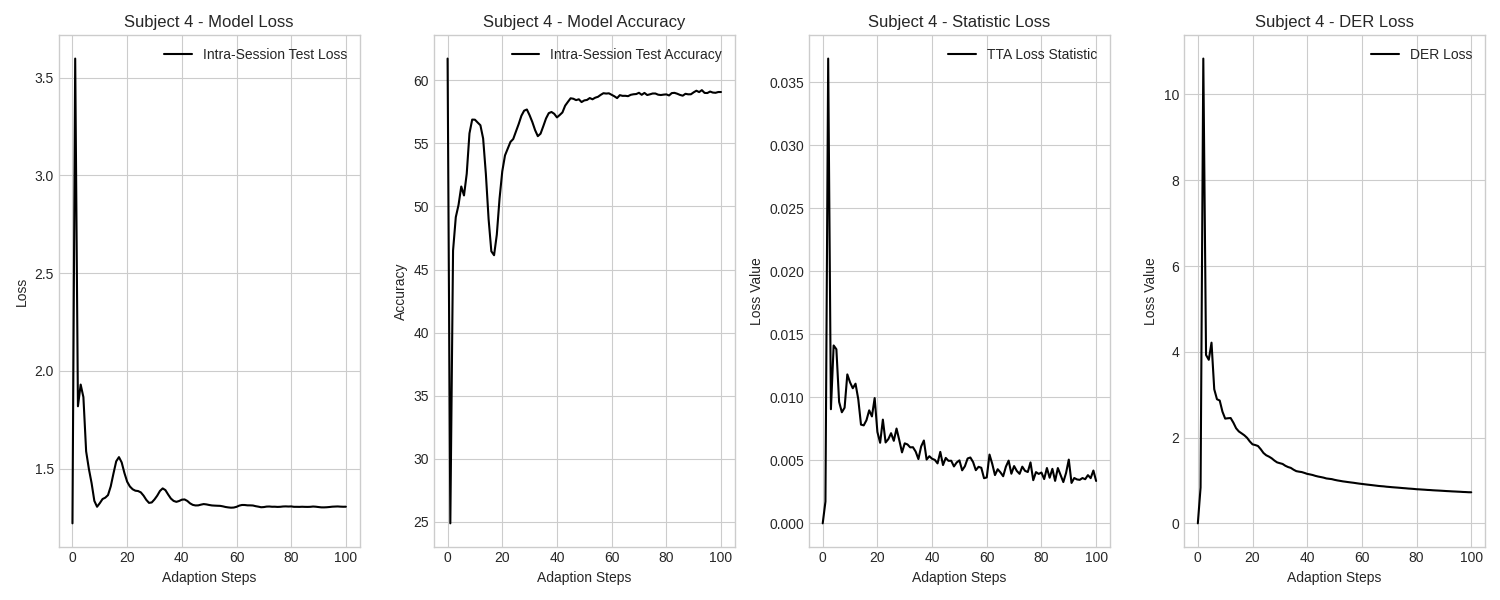 Subject 4 - Model Loss
Intra-Session Test Loss
3.5
3.0
2.5
2.0
1.5
Loss
0 20 40 60 80 100
Adaption Steps
Subject 4 - Model Accuracy
Intra-Session Test Accuracy
60
55
50
45
40
35
30
25
Accuracy
0 20 40 60 80 100
Adaption Steps
Subject 4 - Statistic Loss
TTA Loss Statistic
0.035
0.030
0.025
0.020
0.015
0.010
0.005
0.000
Loss Value
0 20 40 60 80 100
Adaption Steps
Subject 4 - DER Loss
DER Loss
10
8
6
4
2
0
Loss Value
0 20 40 60 80 100
Adaption Steps